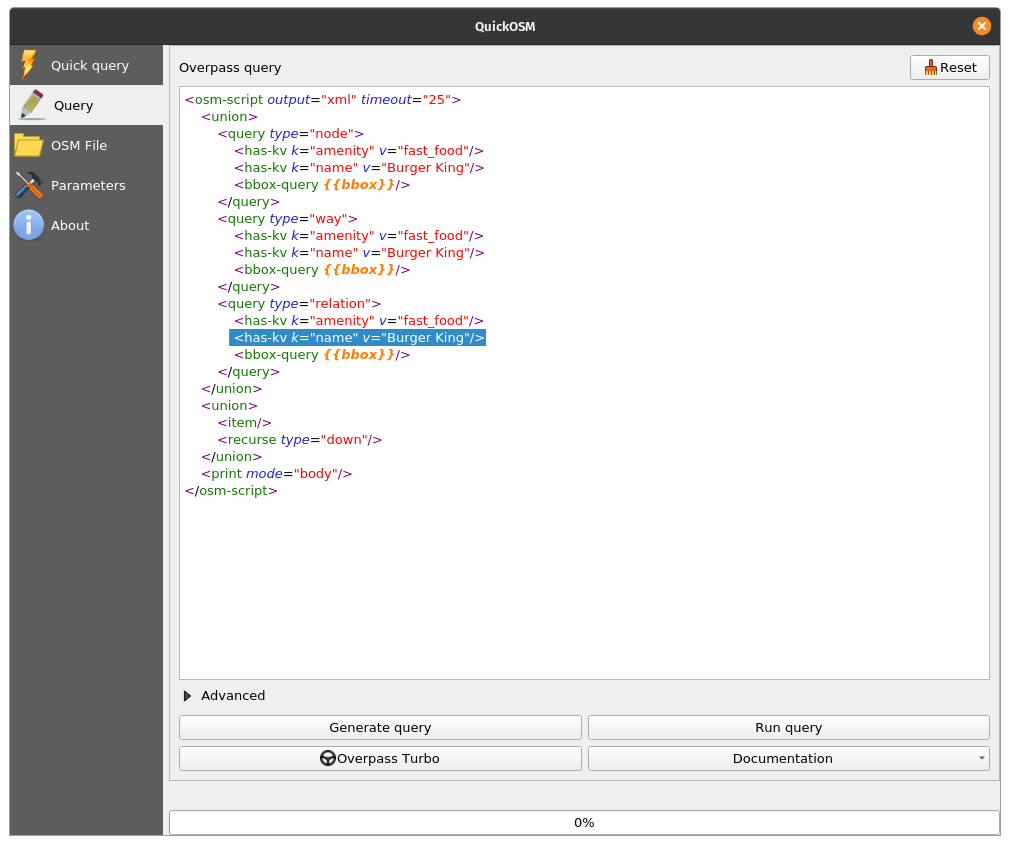 QuickOSM
Quick query
Query
OSM File
Parameters
About
Overpass query
Reset
<osm-script output="xml" timeout="25">
    <union>
        <query type="node">
            <has-kv k="amenity" v="fast_food"/>
            <has-kv k="name" v="Burger King"/>
            <bbox-query {{bbox}}/>
        </query>
        <query type="way">
            <has-kv k="amenity" v="fast_food"/>
            <has-kv k="name" v="Burger King"/>
            <bbox-query {{bbox}}/>
        </query>
        <query type="relation">
            <has-kv k="amenity" v="fast_food"/>
            <has-kv k="name" v="Burger King"/>
            <bbox-query {{bbox}}/>
        </query>
    </union>
    <union>
        <item/>
        <recurse type="down"/>
    </union>
    <print mode="body"/>
</osm-script>
Advanced
Generate query
Run query
Overpass Turbo
Documentation
0%